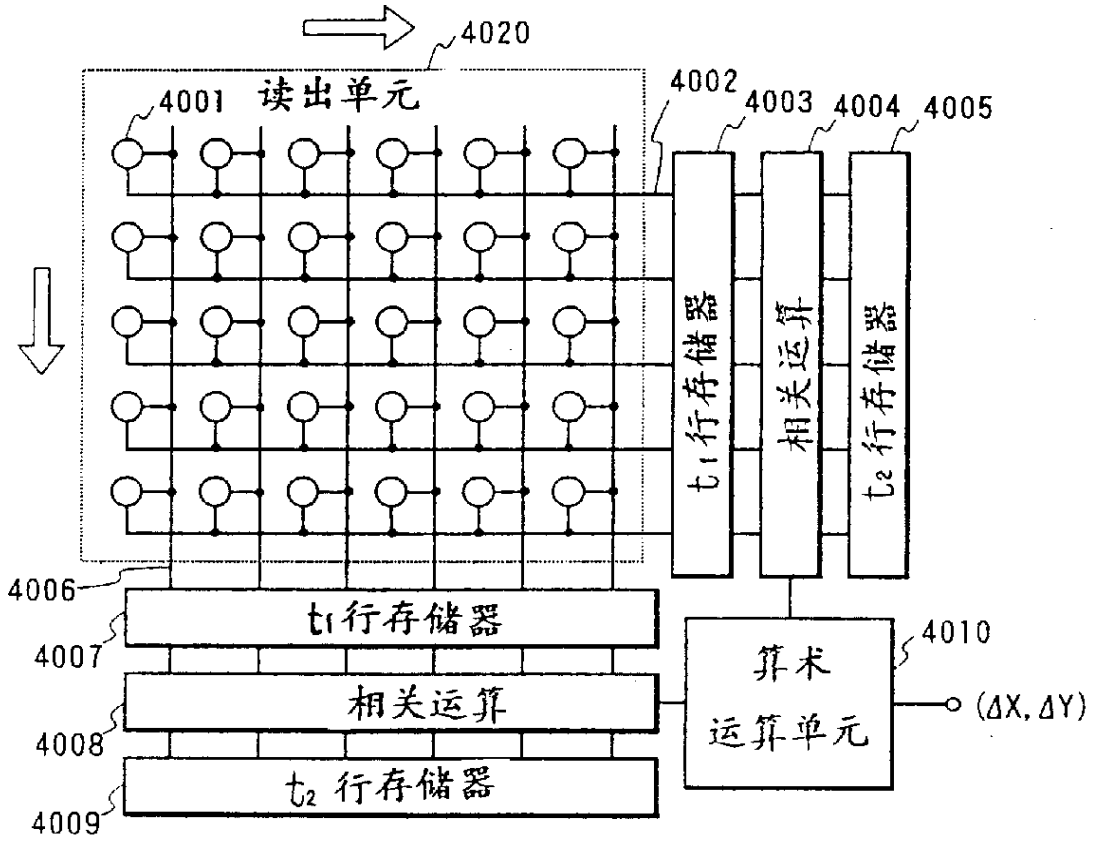 4020
读出单元
4001
4002
4003
4004
4005
t₁行存储器
相关运算
t₂行存储器
4006
t₁行存储器
4007
相关运算
4008
t₂行存储器
4009
算术
运算单元
4010
(ΔX,ΔY)